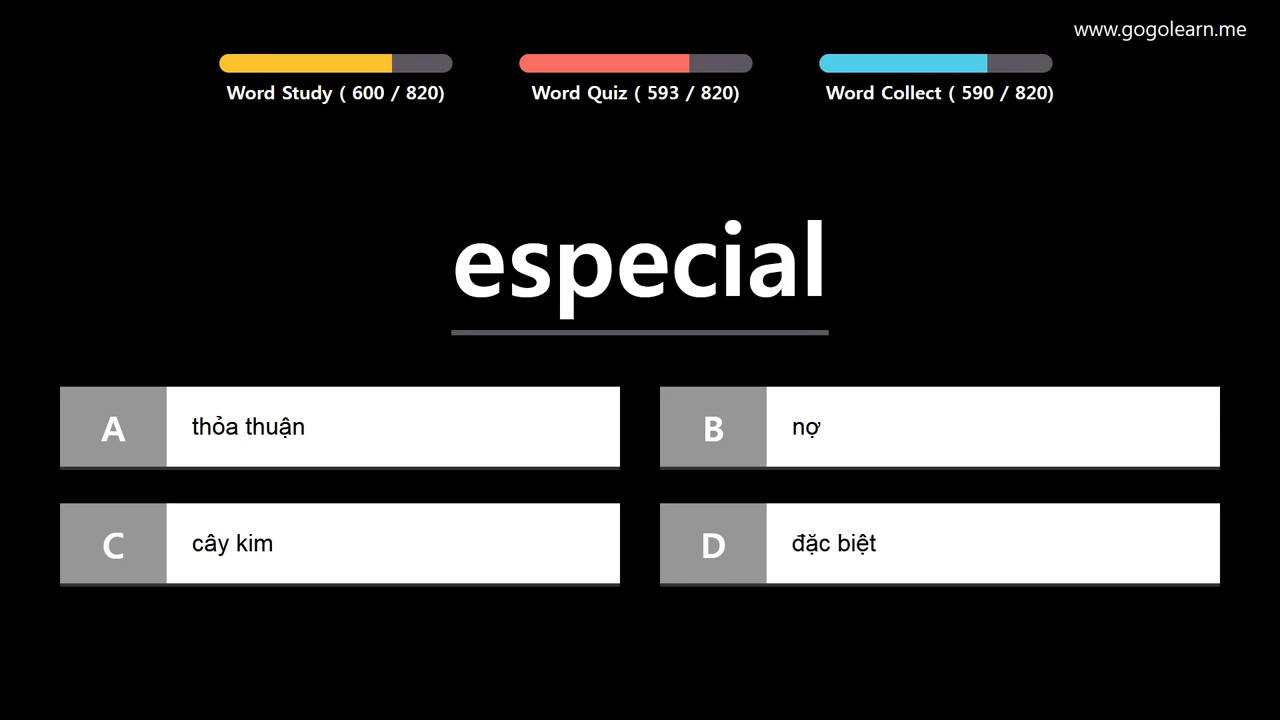 www.gogolearn.me
Word Study ( 600 / 820)
Word Quiz ( 593 / 820)
Word Collect ( 590 / 820)
especial
A thỏa thuận
B nợ
C cây kim
D đặc biệt